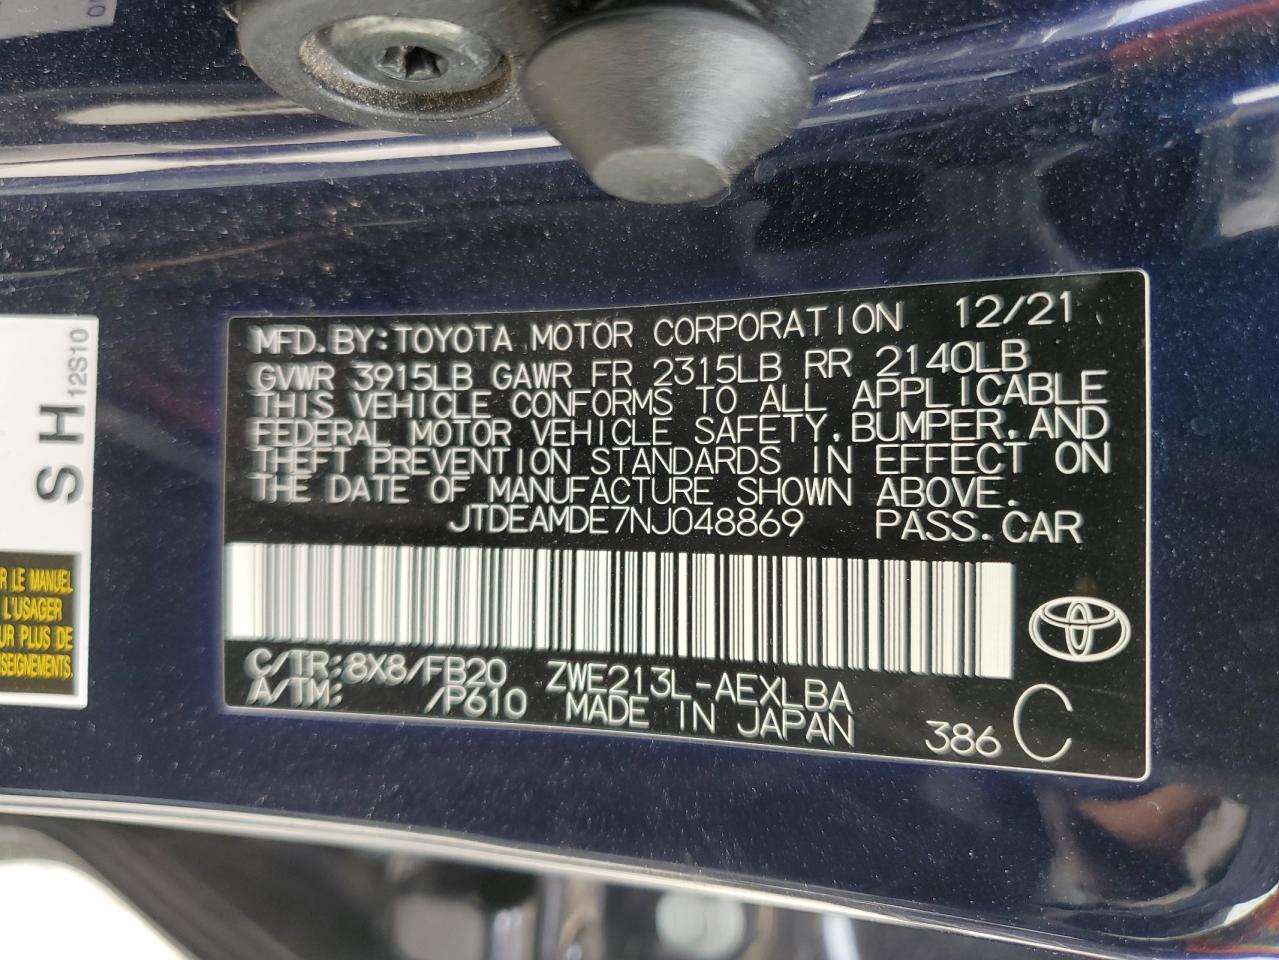 MFD.BY:TOYOTA MOTOR CORPORATION 12/21
GVWR 3915LB GAWR FR 2315LB RR 2140LB
THIS VEHICLE CONFORMS TO ALL APPLICABLE
FEDERAL MOTOR VEHICLE SAFETY,BUMPER,AND
THEFT PREVENTION STANDARDS IN EFFECT ON
THE DATE OF MANUFACTURE SHOWN ABOVE.
JTDEAMDE7NJ048869 PASS.CAR
C/TR:8X8/FB20 ZWE213L-AEXLBA
A/TM: /P610 MADE IN JAPAN 386 C
SH
12S10
R LE MANUEL
L'USAGER
UR PLUS DE
SEIGNEMENTS.